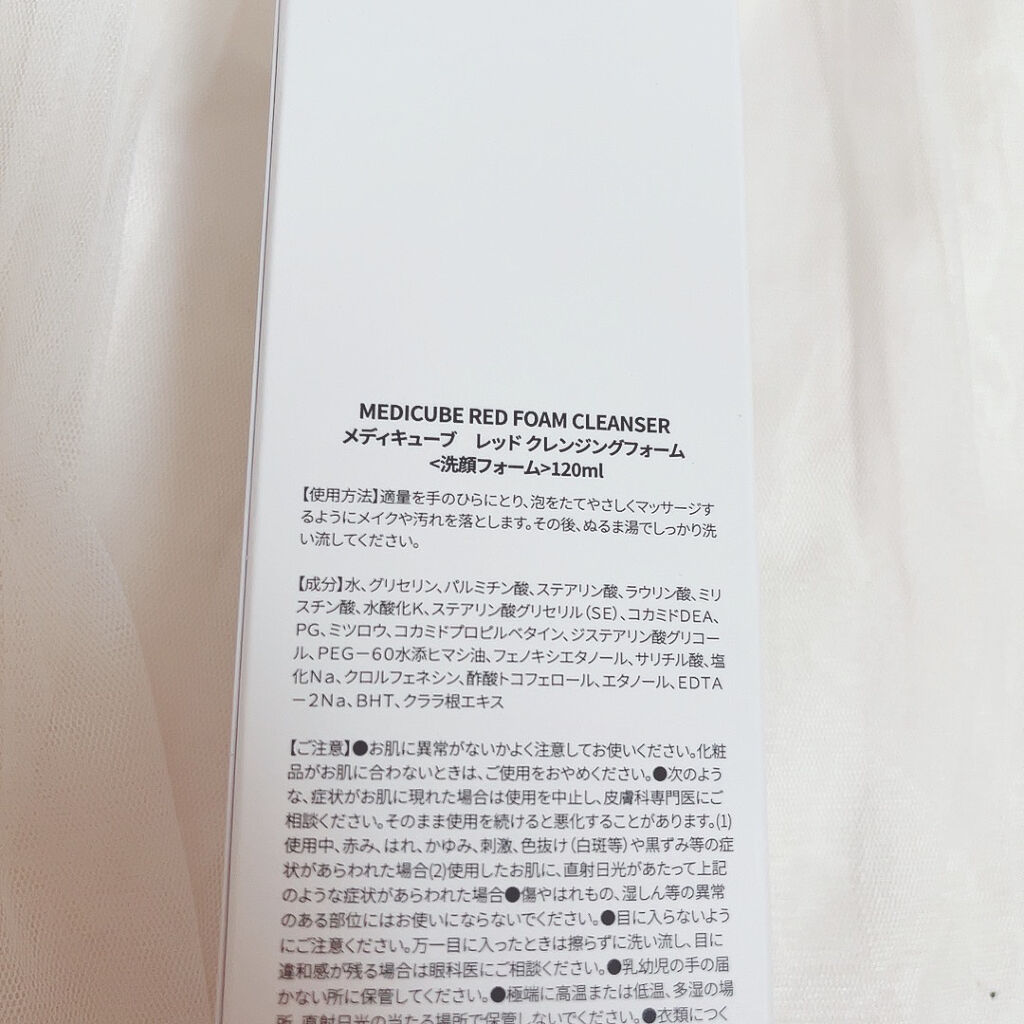 MEDICUBE RED FOAM CLEANSER
メディキューブ　レッド クレンジングフォーム
<洗顔フォーム>120ml
【使用方法】適量を手のひらにとり、泡をたてやさしくマッサージす
るようにメイクや汚れを落とします。その後、ぬるま湯でしっかり洗
い流してください。
【成分】水、グリセリン、パルミチン酸、ステアリン酸、ラウリン酸、ミリ
スチン酸、水酸化K、ステアリン酸グリセリル(SE)、コカミドDEA、
PG、ミツロウ、コカミドプロピルベタイン、ジステアリン酸グリコー
ル、PEG－60水添ヒマシ油、フェノキシエタノール、サリチル酸、塩
化Na、クロルフェネシン、酢酸トコフェロール、エタノール、EDTA
－2Na、BHT、クララ根エキス
【ご注意】●お肌に異常がないかよく注意してお使いください。化粧
品がお肌に合わないときは、ご使用をおやめください。●次のよう
な、症状がお肌に現れた場合は使用を中止し、皮膚科専門医にご
相談ください。そのまま使用を続けると悪化することがあります。(1)
使用中、赤み、はれ、かゆみ、刺激、色抜け(白斑等)や黒ずみ等の症
状があらわれた場合(2)使用したお肌に、直射日光があたって上記
のような症状があらわれた場合●傷やはれもの、湿しん等の異常
のある部位にはお使いにならないでください。●目に入らないよう
にご注意ください。万一目に入ったときは擦らずに洗い流し、目に
違和感が残る場合は眼科医にご相談ください。●乳幼児の手の届
かない所に保管してください。●極端に高温または低温、多湿の場
所、直射日光の当たる場所で保管しないでください。●衣類につく